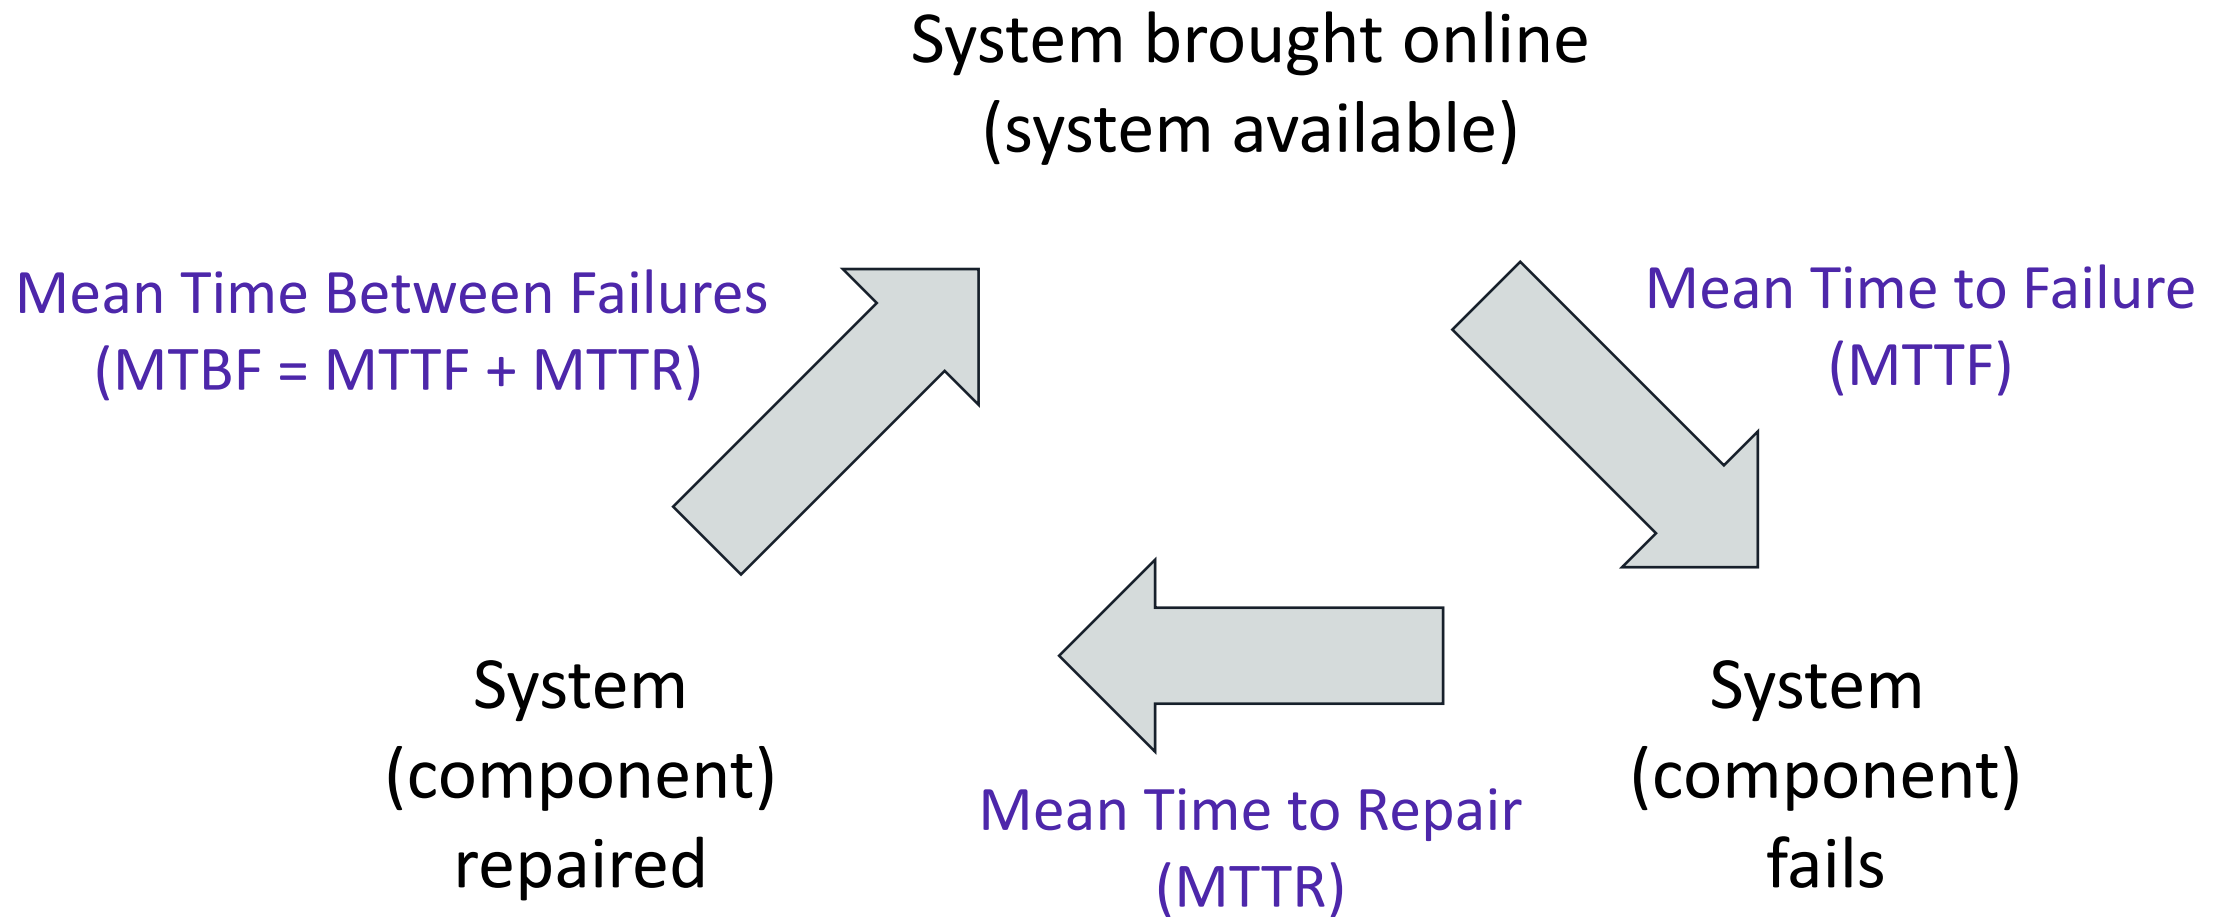 System brought online
(system available)
Mean Time Between Failures
(MTBF = MTTF + MTTR)
Mean Time to Failure
(MTTF)
System
(component)
repaired
Mean Time to Repair
(MTTR)
System
(component)
fails